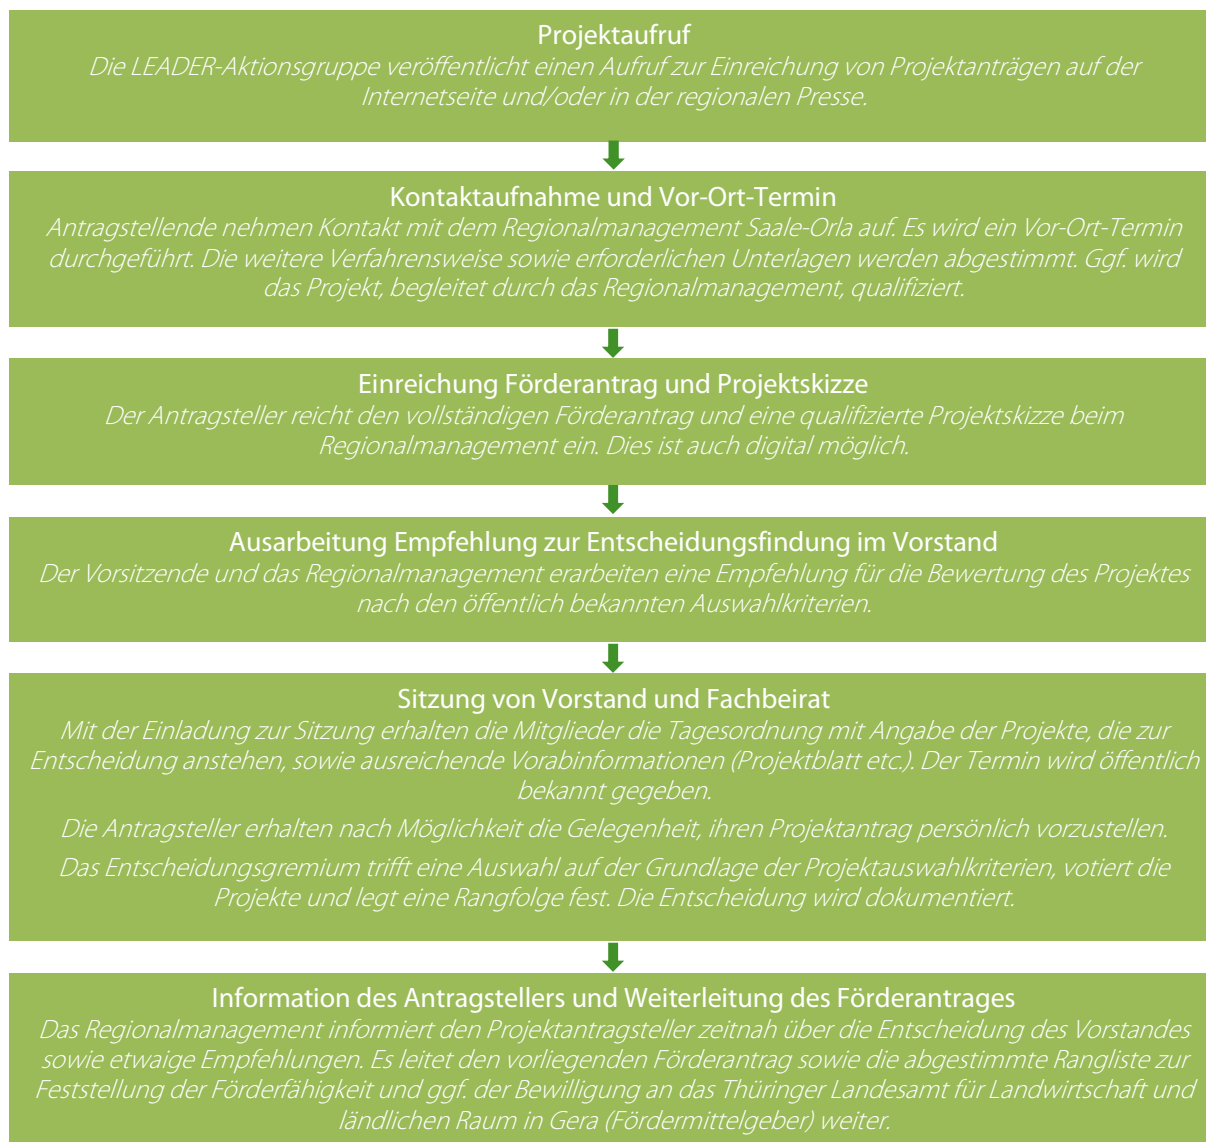 Projektaufruf
Die LEADER-Aktionsgruppe veröffentlicht einen Aufruf zur Einreichung von Projektanträgen auf der
Internetseite und/oder in der regionalen Presse.
Kontaktaufnahme und Vor-Ort-Termin
Antragstellende nehmen Kontakt mit dem Regionalmanagement Saale-Orla auf. Es wird ein Vor-Ort-Termin
durchgeführt. Die weitere Verfahrensweise sowie erforderlichen Unterlagen werden abgestimmt. Ggf. wird
das Projekt, begleitet durch das Regionalmanagement, qualifiziert.
Einreichung Förderantrag und Projektskizze
Der Antragsteller reicht den vollständigen Förderantrag und eine qualifizierte Projektskizze beim
Regionalmanagement ein. Dies ist auch digital möglich.
Ausarbeitung Empfehlung zur Entscheidungsfindung im Vorstand
Der Vorsitzende und das Regionalmanagement erarbeiten eine Empfehlung für die Bewertung des Projektes
nach den öffentlich bekannten Auswahlkriterien.
Sitzung von Vorstand und Fachbeirat
Mit der Einladung zur Sitzung erhalten die Mitglieder die Tagesordnung mit Angabe der Projekte, die zur
Entscheidung anstehen, sowie ausreichende Vorabinformationen (Projektblatt etc.). Der Termin wird öffentlich
bekannt gegeben.
Die Antragsteller erhalten nach Möglichkeit die Gelegenheit, ihren Projektantrag persönlich vorzustellen.
Das Entscheidungsgremium trifft eine Auswahl auf der Grundlage der Projektauswahlkriterien, votiert die
Projekte und legt eine Rangfolge fest. Die Entscheidung wird dokumentiert.
Information des Antragstellers und Weiterleitung des Förderantrages
Das Regionalmanagement informiert den Projektantragsteller zeitnah über die Entscheidung des Vorstandes
sowie etwaige Empfehlungen. Es leitet den vorliegenden Förderantrag sowie die abgestimmte Rangliste zur
Feststellung der Förderfähigkeit und ggf. der Bewilligung an das Thüringer Landesamt für Landwirtschaft und
ländlichen Raum in Gera (Fördermittelgeber) weiter.